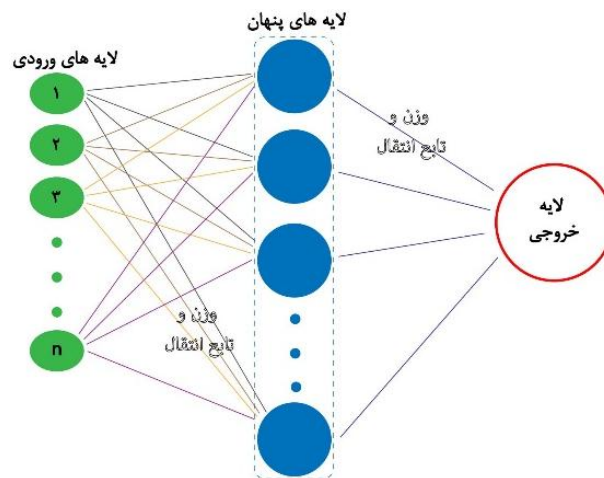 لایه های پنهان
لایه های ورودی
۱
۲
۳
n
وزن و
تابع انتقال
وزن و
تابع انتقال
لایه
خروجی